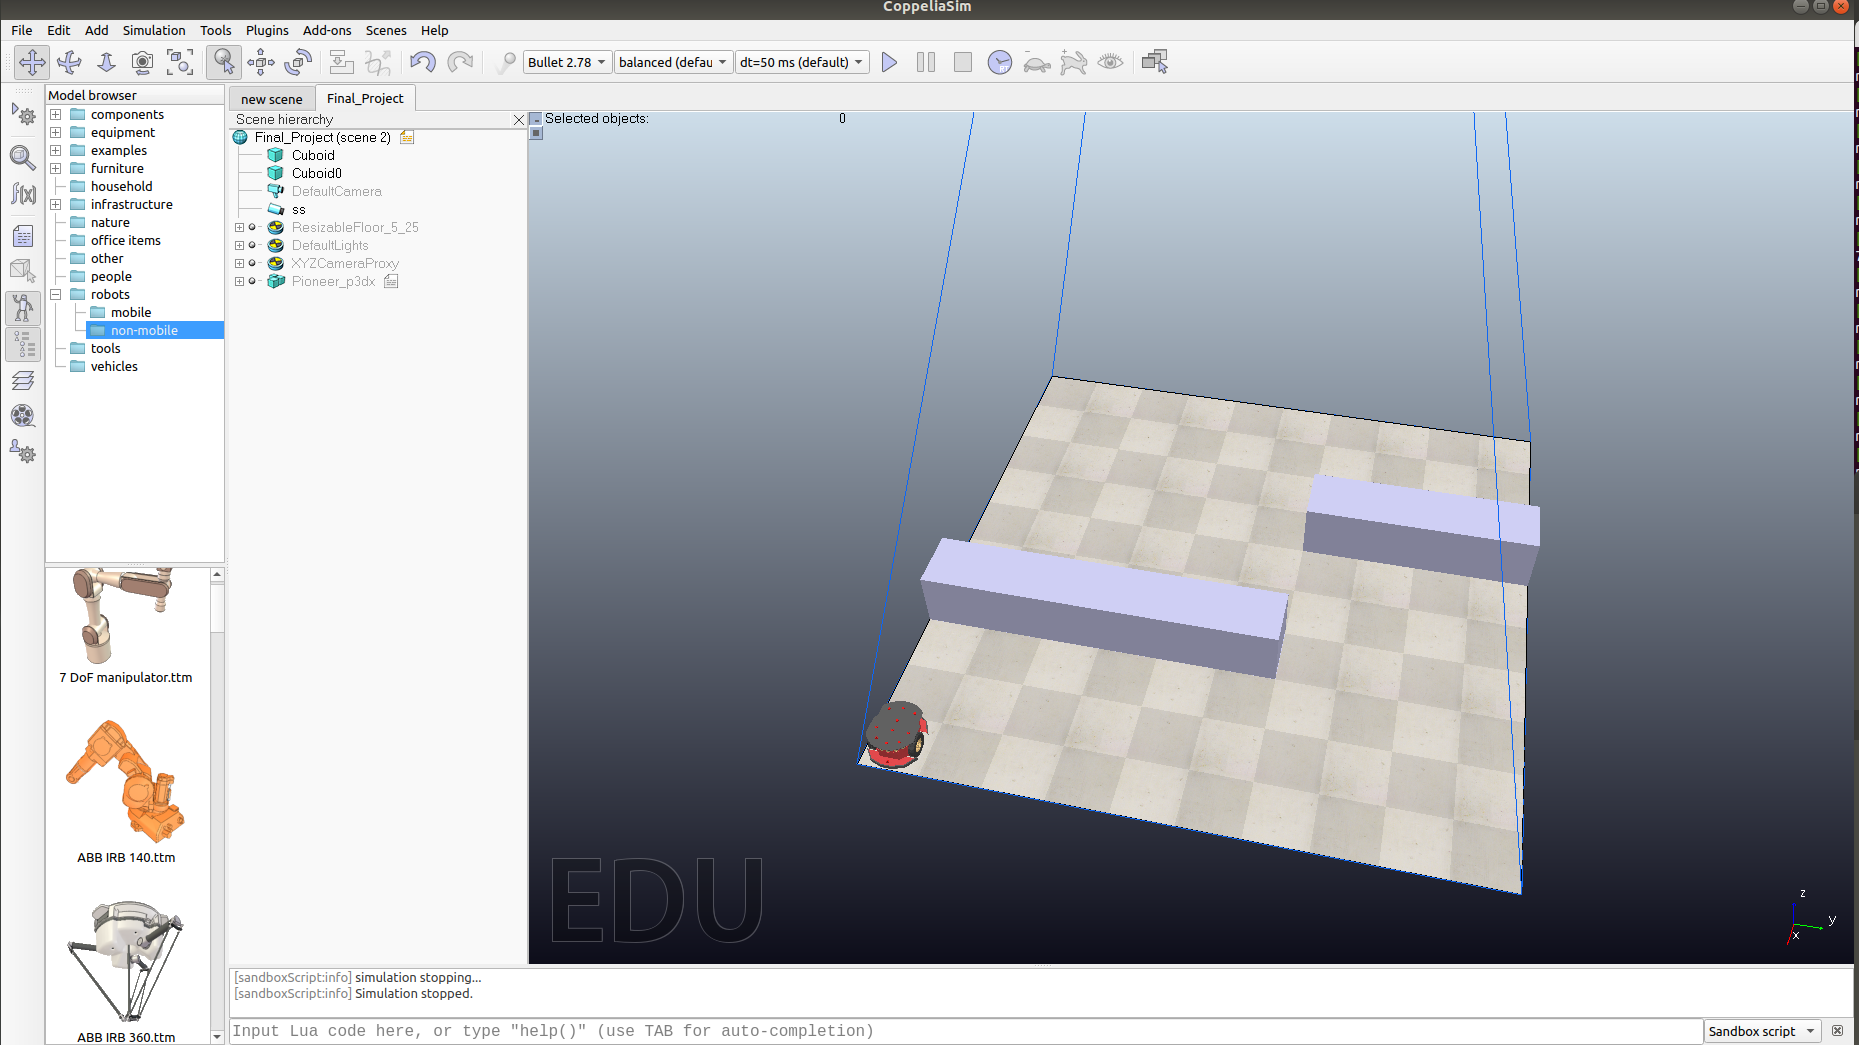 CoppeliaSim
File Edit Add Simulation Tools Plugins Add-ons Scenes Help
Bullet 2.78 balanced (defau dt=50 ms (default)
RT
f(x)
Model browser
components
equipment
examples
furniture
household
infrastructure
nature
office items
other
people
robots
mobile
non-mobile
tools
vehicles
7 DoF manipulator.ttm
ABB IRB 140.ttm
ABB IRB 360.ttm
new scene Final_Project
Scene hierarchy
Final_Project (scene 2)
Cuboid
Cuboid0
DefaultCamera
ss
ResizableFloor_5_25
DefaultLights
XYZCameraProxy
Pioneer_p3dx
Selected objects: 0
EDU
z
y
x
[sandboxScript:info] simulation stopping...
[sandboxScript:info] Simulation stopped.
Input Lua code here, or type "help()" (use TAB for auto-completion)
Sandbox script